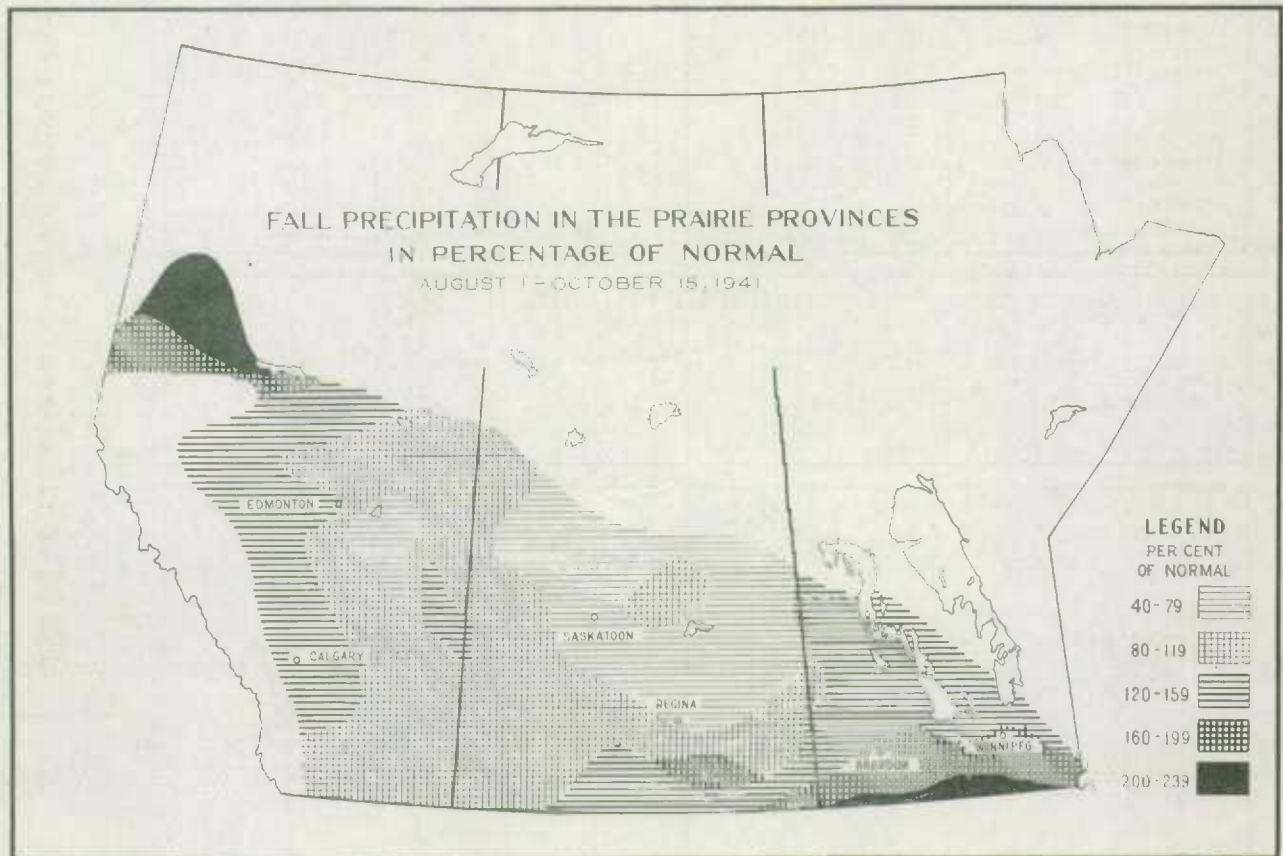 FALL PRECIPITATION IN THE PRAIRIE PROVINCES
IN PERCENTAGE OF NORMAL
AUGUST 1-OCTOBER 15, 1941
EDMONTON
CALGARY
SASKATOON
REGINA
BRANDON
WINNIPEG
LEGEND
PER CENT
OF NORMAL
40-79
80-119
120-159
160-199
200-239